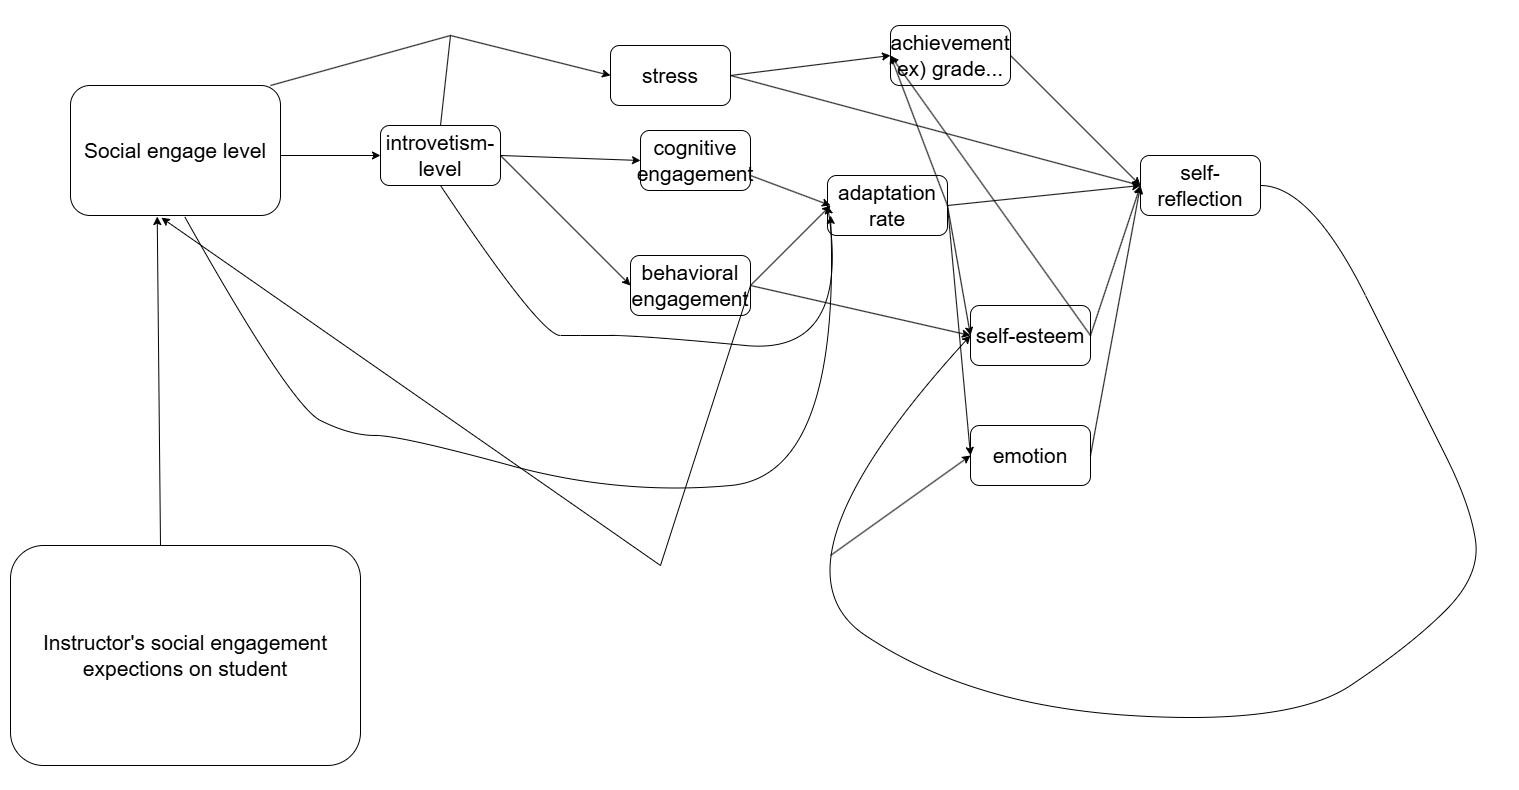 achievement
ex) grade...
stress
Social engage level
introvetism-
level
cognitive
engagement
adaptation
rate
self-
reflection
behavioral
engagement
self-esteem
emotion
Instructor's social engagement
expections on student